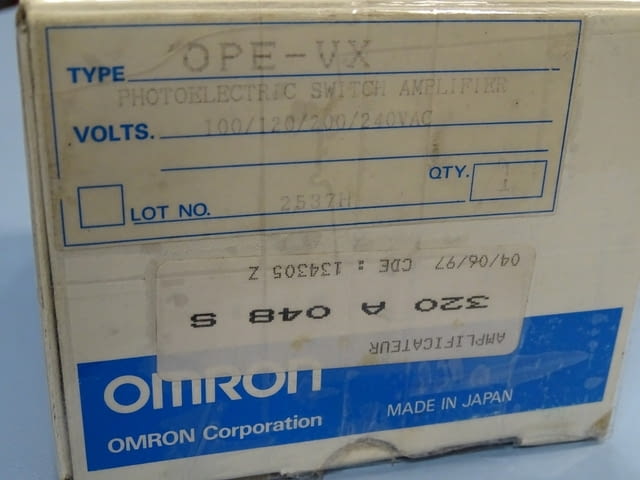 TYPE OPE-VX
PHOTOELECTRIC SWITCH AMPLIFIER
VOLTS. 100/120/200/240VAC
QTY. 1
LOT NO. 2537H
AMPLIFICATEUR
320 A 048 S
04/06/97 CDE : 134305 Z
OMRON
OMRON Corporation
MADE IN JAPAN